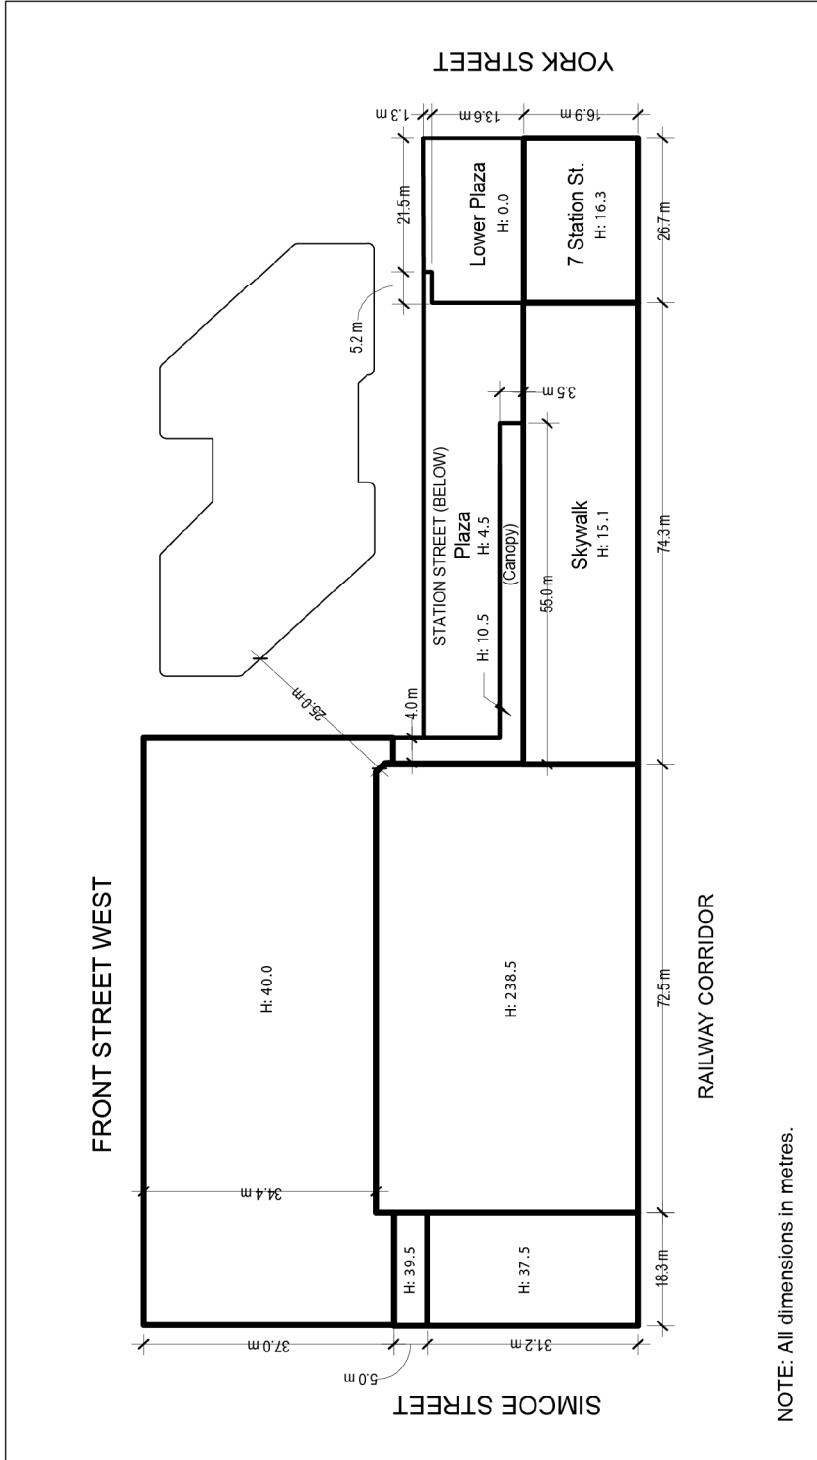 YORK STREET
1.3 m
13.6 m
16.9 m
21.5 m
Lower Plaza
H: 0.0
7 Station St.
H: 16.3
26.7 m
5.2 m
3.5 m
STATION STREET (BELOW)
Plaza
H: 4.5
(Canopy)
H: 10.5
Skywalk
H: 15.1
55.0 m
74.3 m
25.0 m
4.0 m
FRONT STREET WEST
H: 40.0
H: 238.5
72.5 m
RAILWAY CORRIDOR
34.4 m
H: 39.5
H: 37.5
18.3 m
37.0 m
5.0 m
31.2 m
SIMCOE STREET
NOTE: All dimensions in metres.